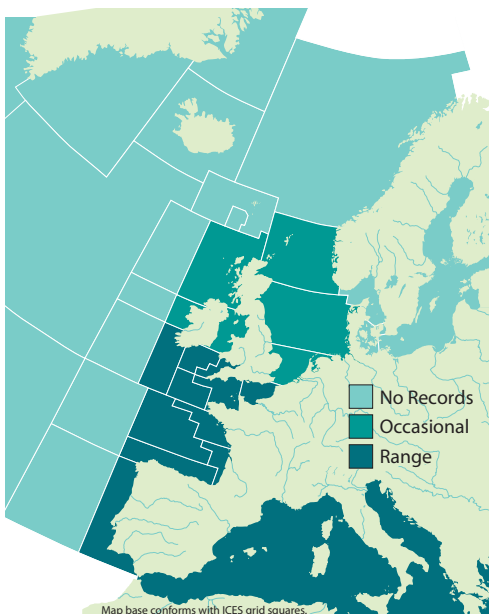 No Records
Occasional
Range
Map base conforms with ICES grid squares.